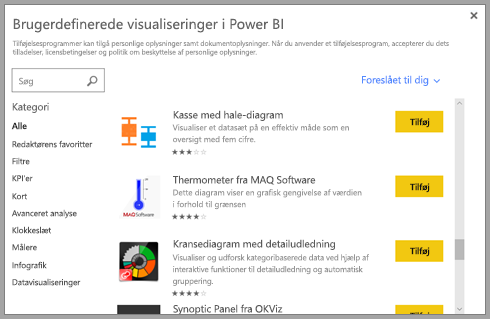 Brugerdefinerede visualiseringer i Power BI
Tilføjelsesprogrammer kan tilgå personlige oplysninger samt dokumentoplysninger. Når du anvender et tilføjelsesprogram, accepterer du dets
tilladelser, licensbetingelser og politik om beskyttelse af personlige oplysninger.
Søg
Foreslået til dig
Kategori
Alle
Redaktørens favoritter
Filtre
KPI'er
Kort
Avanceret analyse
Klokkeslæt
Målere
Infografik
Datavisualiseringer
Kasse med hale-diagram
Visualiser et datasæt på en effektiv måde som en
oversigt med fem cifre.
Tilføj
MAQSoftware
Thermometer fra MAQ Software
Dette diagram viser en grafisk gengivelse af værdien
i forhold til grænsen
Tilføj
Kransediagram med detailudledning
Visualiser og udforsk kategoribaserede data ved hjælp af
interaktive funktioner til detailudledning og automatisk
gruppering.
Tilføj
Synoptic Panel fra OKViz